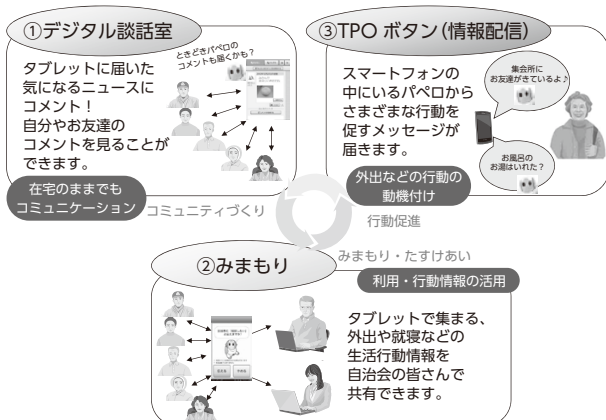 ①デジタル談話室
ときどきパペロの
コメントも届くかも？
タブレットに届いた
気になるニュースに
コメント！
自分やお友達の
コメントを見ることが
できます。
在宅のままでも
コミュニケーション
コミュニティづくり
③TPO ボタン（情報配信）
スマートフォンの
中にいるパペロから
さまざまな行動を
促すメッセージが
届きます。
集会所に
お友達がきているよ♪
お風呂の
お湯はいれた？
外出などの行動の
動機付け
行動促進
みまもり・たすけあい
②みまもり
利用・行動情報の活用
タブレットで集まる、
外出や就寝などの
生活行動情報を
自治会の皆さんで
共有できます。